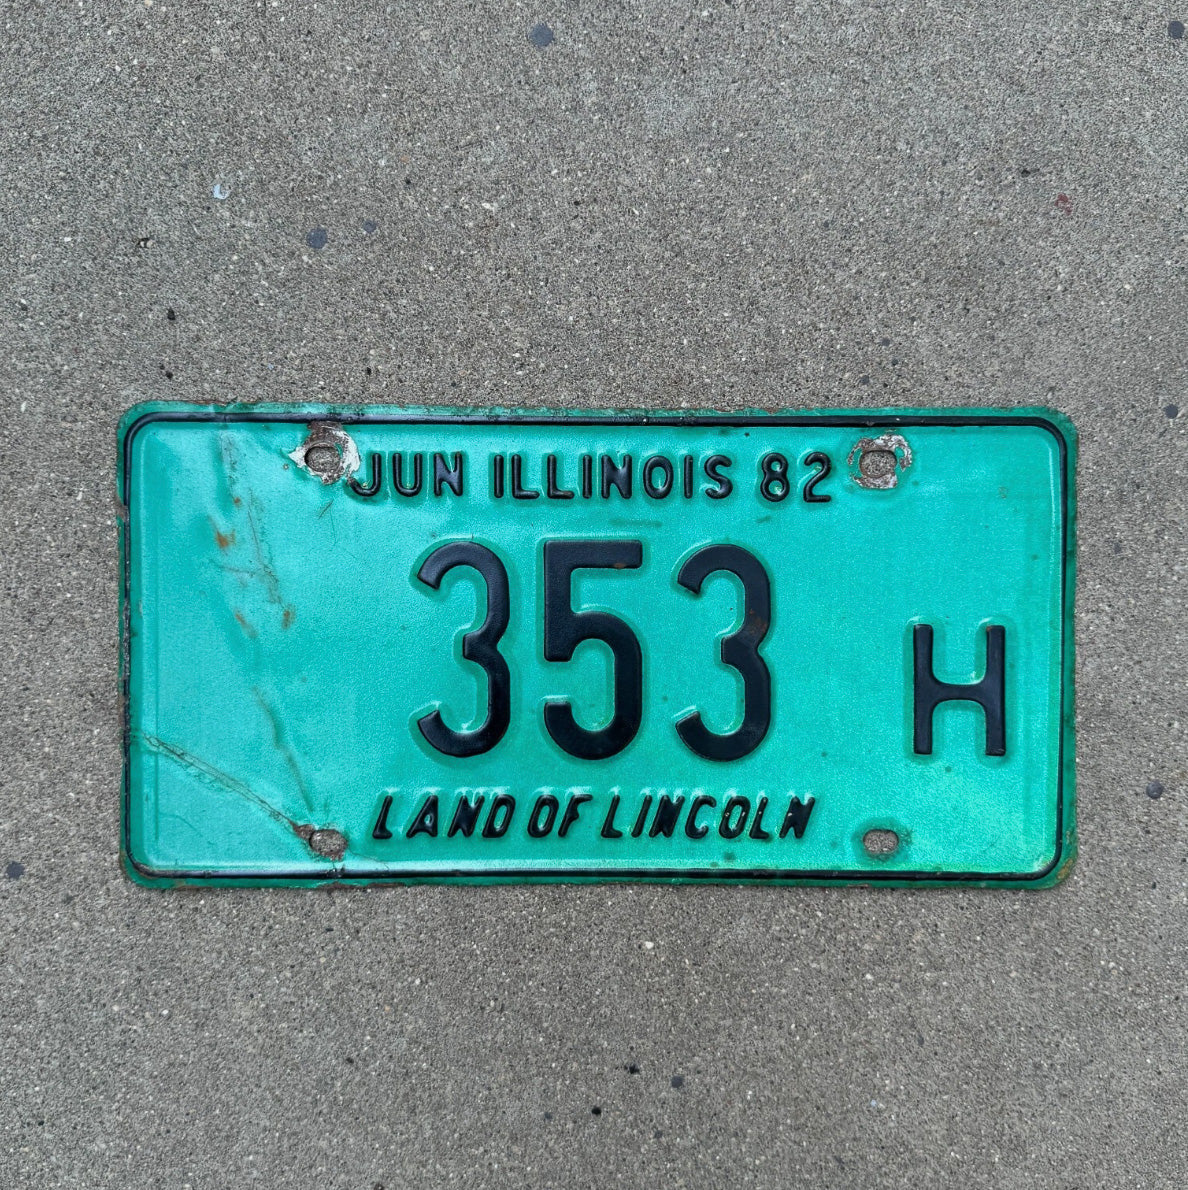 JUN ILLINOIS 82
353 H
LAND OF LINCOLN